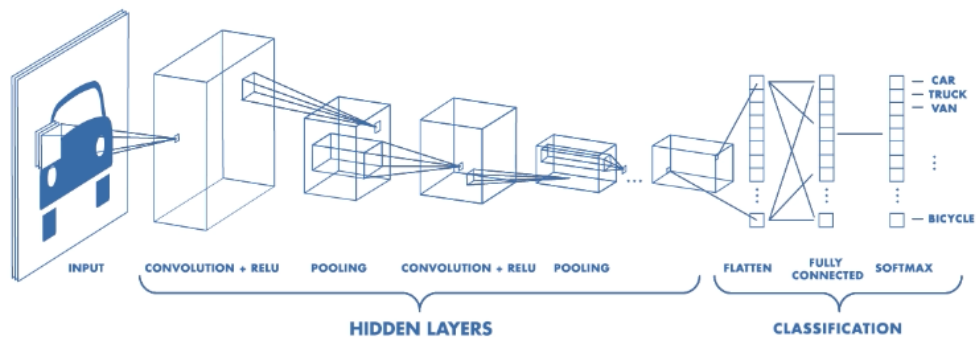 CAR
TRUCK
VAN
BICYCLE
INPUT
CONVOLUTION + RELU
POOLING
CONVOLUTION + RELU
POOLING
FLATTEN
FULLY
CONNECTED
SOFTMAX
HIDDEN LAYERS
CLASSIFICATION